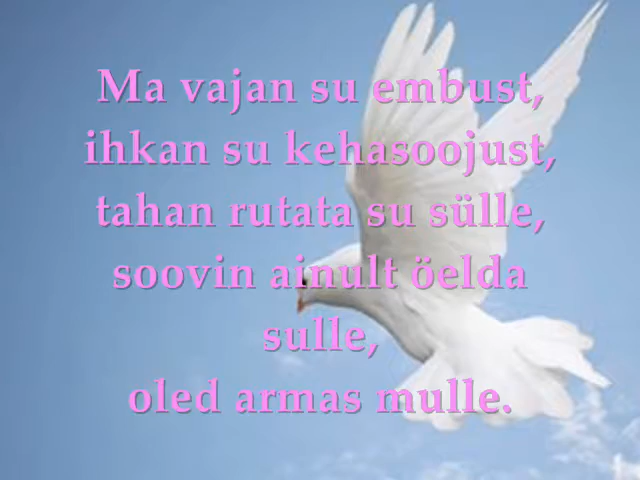 Ma vajan su embust,
ihkan su kehasoojust,
tahan rutata su sülle,
soovin ainult öelda
sulle,
oled armas mulle.